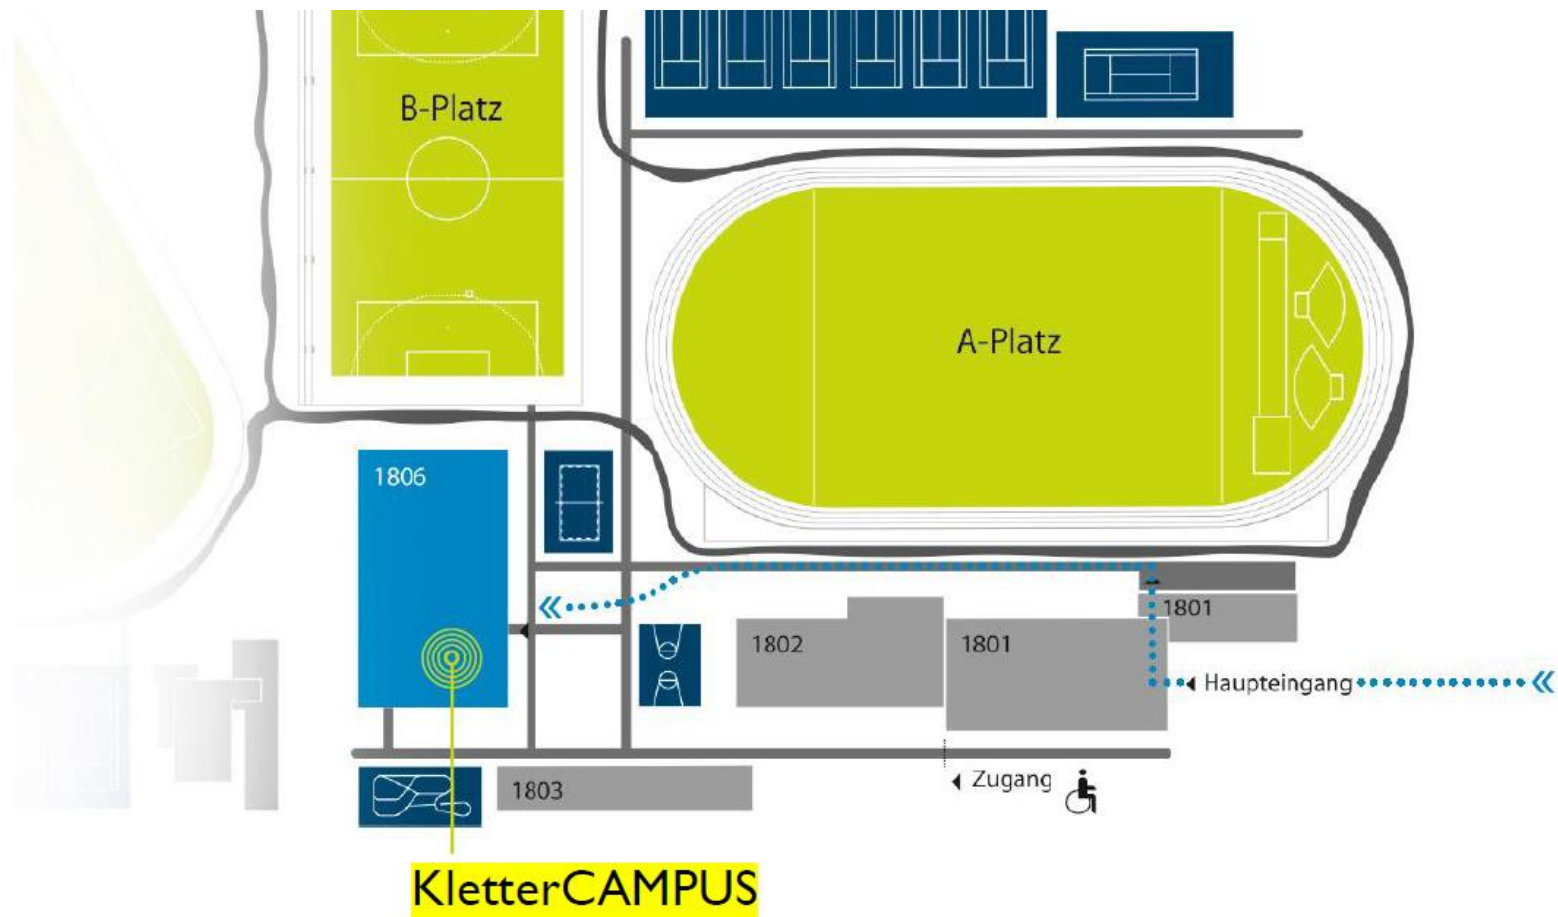 B-Platz
A-Platz
1806
1801
1802
1801
Haupteingang
Zugang
1803
KletterCAMPUS